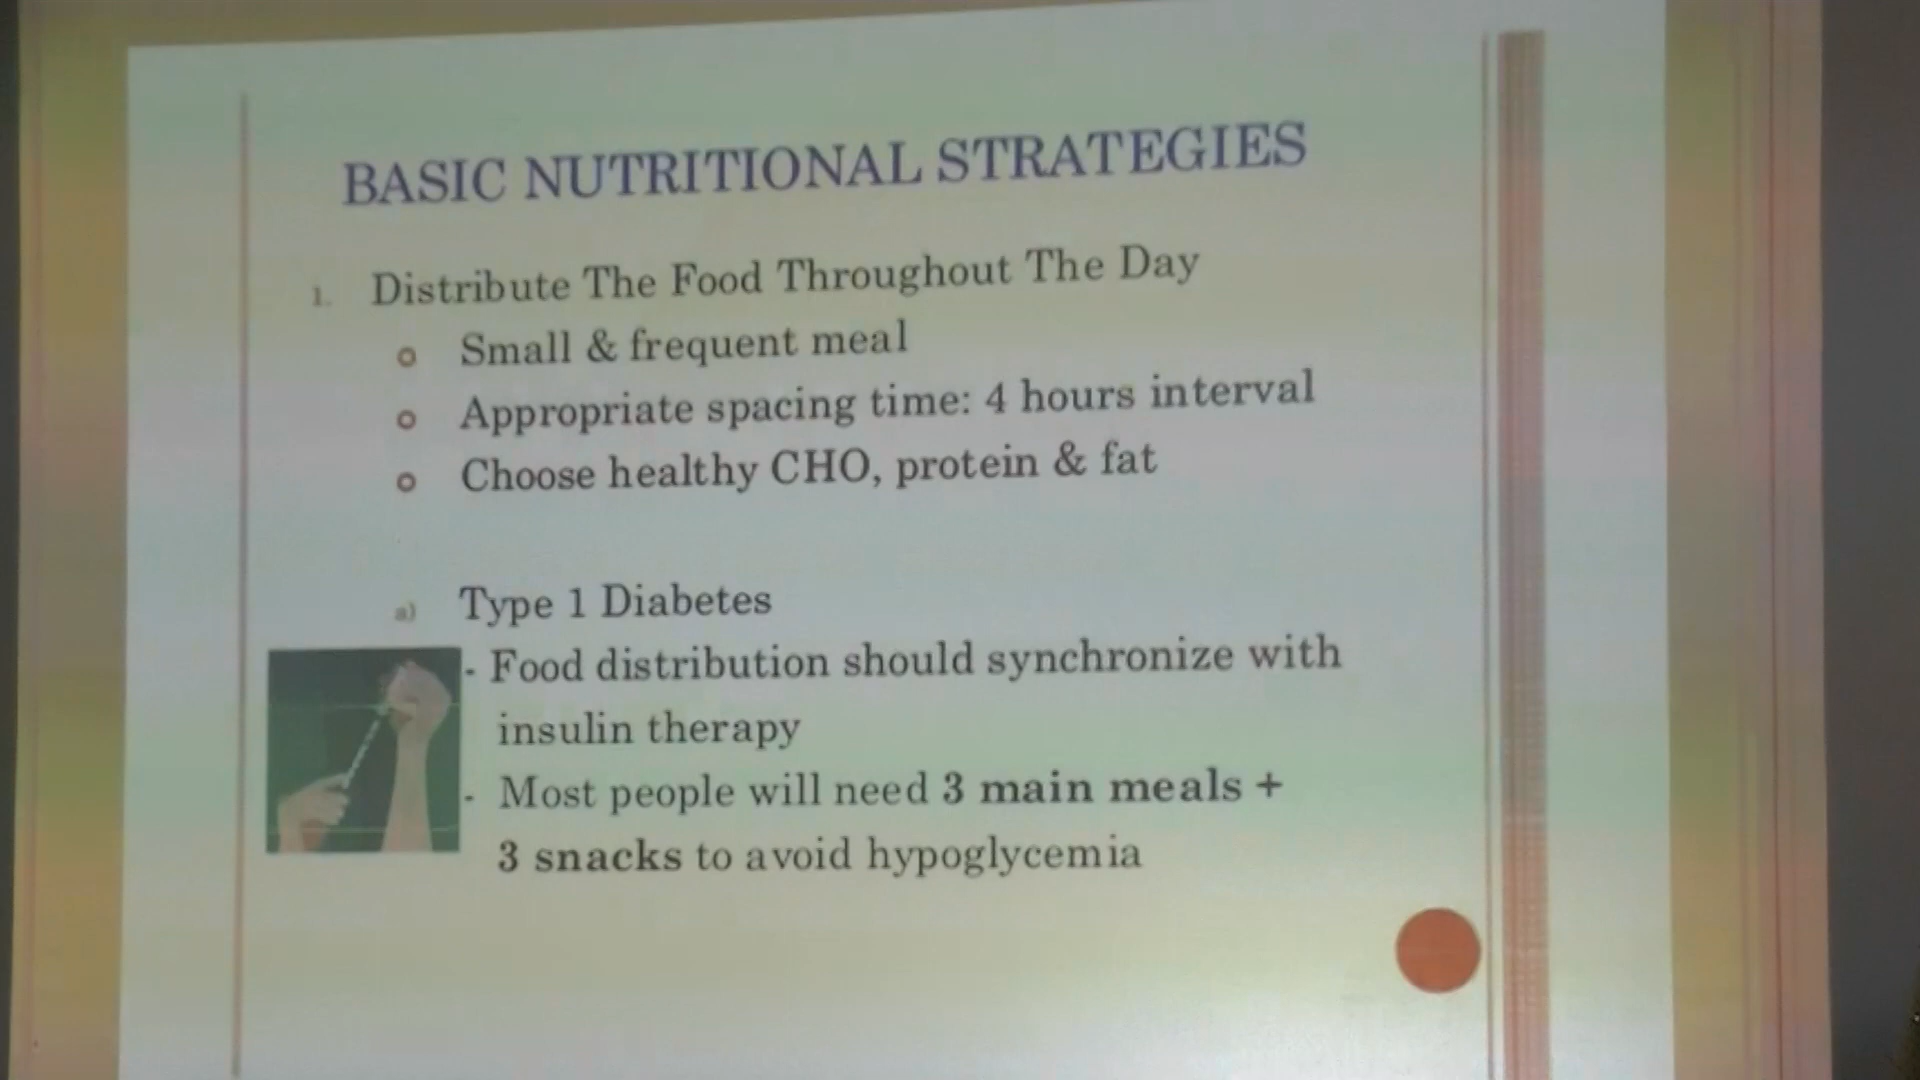 BASIC NUTRITIONAL STRATEGIES
1. Distribute The Food Throughout The Day
o Small & frequent meal
o Appropriate spacing time: 4 hours interval
o Choose healthy CHO, protein & fat
a) Type 1 Diabetes
- Food distribution should synchronize with
insulin therapy
- Most people will need 3 main meals +
3 snacks to avoid hypoglycemia